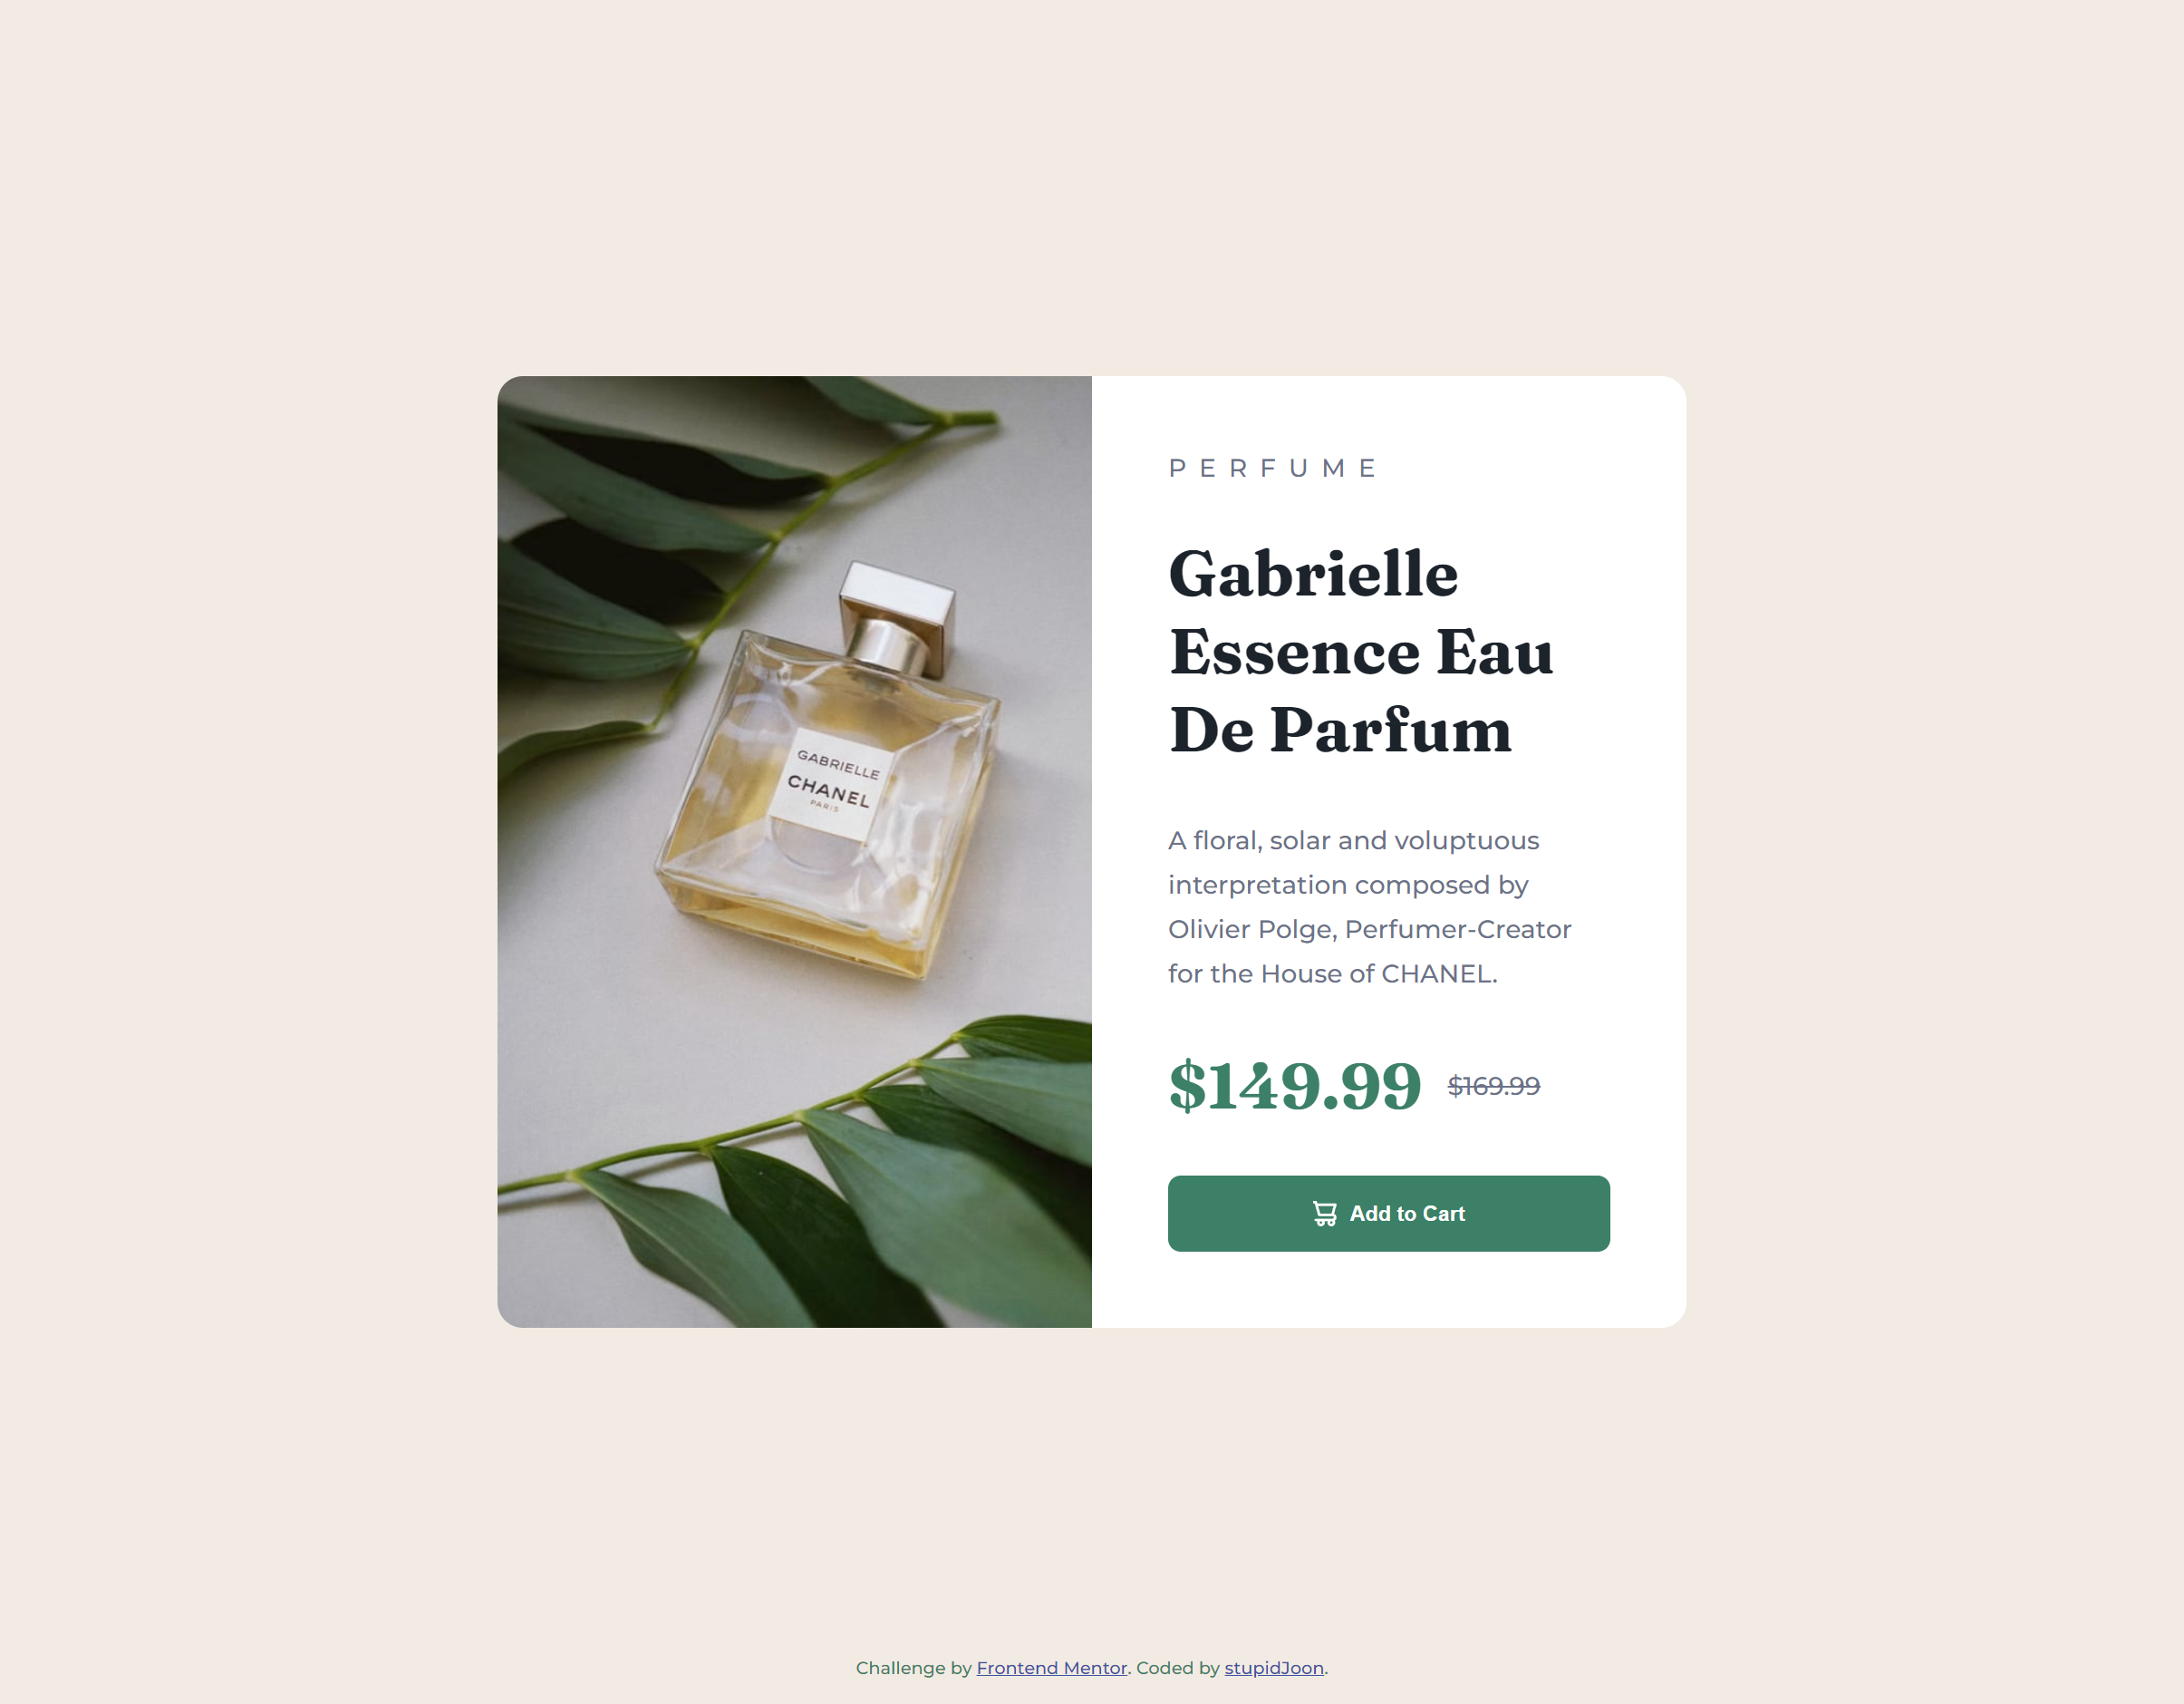 GABRIELLE
CHANEL
PARIS
PERFUME
Gabrielle
Essence Eau
De Parfum
A floral, solar and voluptuous
interpretation composed by
Olivier Polge, Perfumer-Creator
for the House of CHANEL.
$149.99 $169.99
Add to Cart
Challenge by Frontend Mentor. Coded by stupidJoon.